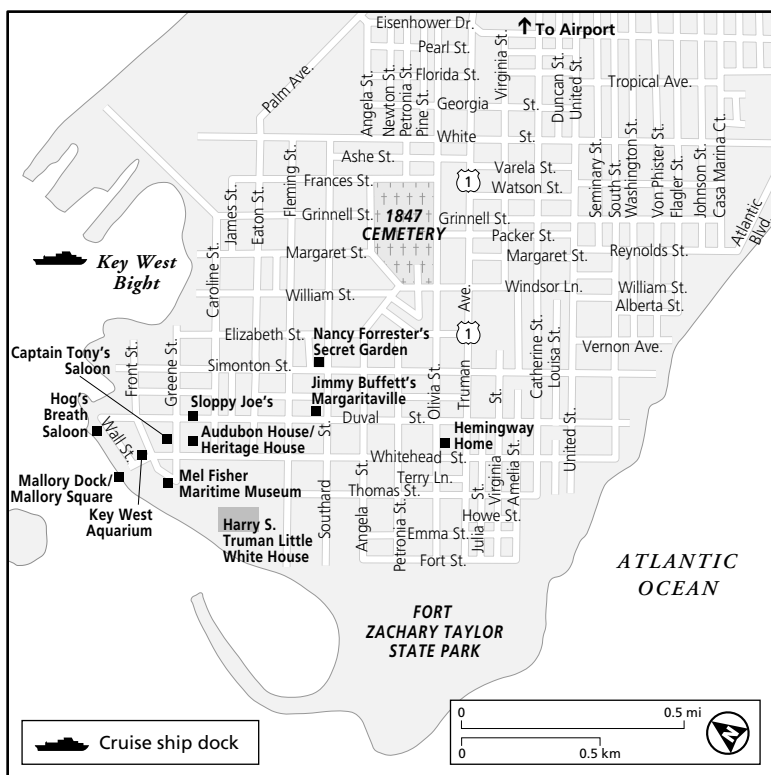 Eisenhower Dr.
To Airport
Pearl St.
Florida St.
Virginia St.
Duncan St.
United St.
Tropical Ave.
Palm Ave.
Angela St.
Newton St.
Petronia St.
Pine St.
Georgia St.
White St.
Ashe St.
Varela St.
Fleming St.
Frances St.
1
Watson St.
Seminary St.
South St.
Washington St.
Von Phister St.
Flagler St.
Johnson St.
Casa Marina Ct.
James St.
Eaton St.
Grinnell St.
1847
CEMETERY
Grinnell St.
Packer St.
Atlantic
Blvd.
Key West
Bight
Caroline St.
Margaret St.
Margaret St.
Reynolds St.
William St.
Ave.
Windsor Ln.
William St.
Alberta St.
Elizabeth St.
Nancy Forrester's
Secret Garden
1
Vernon Ave.
Captain Tony's
Saloon
Front St.
Greene St.
Simonton St.
Catherine St.
Louisa St.
Hog's
Breath
Saloon
Sloppy Joe's
Jimmy Buffett's
Margaritaville
Olivia St.
Truman
St.
Duval St.
Wall St.
Audubon House/
Heritage House
St.
Hemingway
Home
United St.
Whitehead St.
Mallory Dock/
Mallory Square
Mel Fisher
Maritime Museum
Terry Ln.
Virginia
Amelia St.
Thomas St.
Key West
Aquarium
Southard
Angela St.
Petronia St.
Julia St.
Howe St.
Harry S.
Truman Little
White House
Emma St.
Fort St.
ATLANTIC
OCEAN
FORT
ZACHARY TAYLOR
STATE PARK
Cruise ship dock
0 0.5 mi
0 0.5 km
N